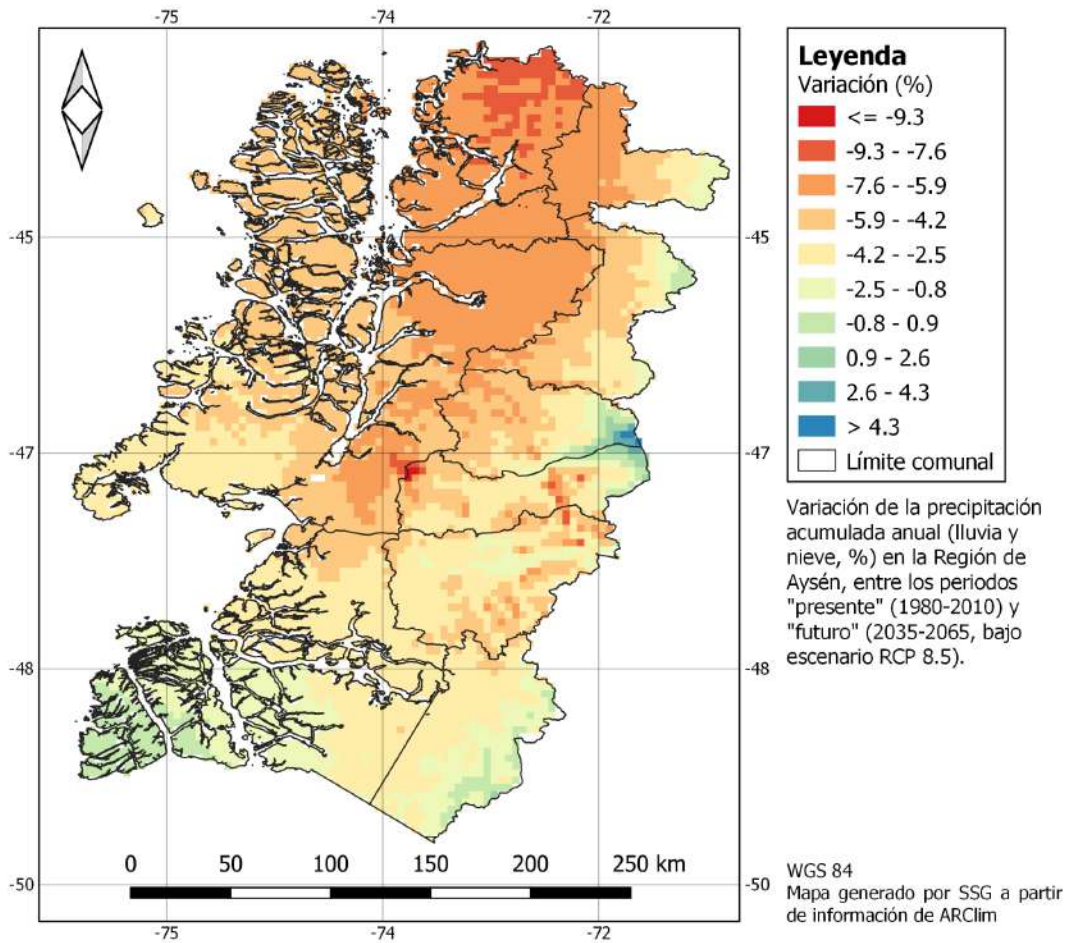 -75
-74
-72
-45
-47
-48
-50
-45
-47
-48
-50
0 50 100 150 200 250 km
-75
-74
-72
Leyenda
Variación (%)
<= -9.3
-9.3 - -7.6
-7.6 - -5.9
-5.9 - -4.2
-4.2 - -2.5
-2.5 - -0.8
-0.8 - 0.9
0.9 - 2.6
2.6 - 4.3
> 4.3
Límite comunal
Variación de la precipitación
acumulada anual (lluvia y
nieve, %) en la Región de
Aysén, entre los periodos
"presente" (1980-2010) y
"futuro" (2035-2065, bajo
escenario RCP 8.5).
WGS 84
Mapa generado por SSG a partir
de información de ARClim